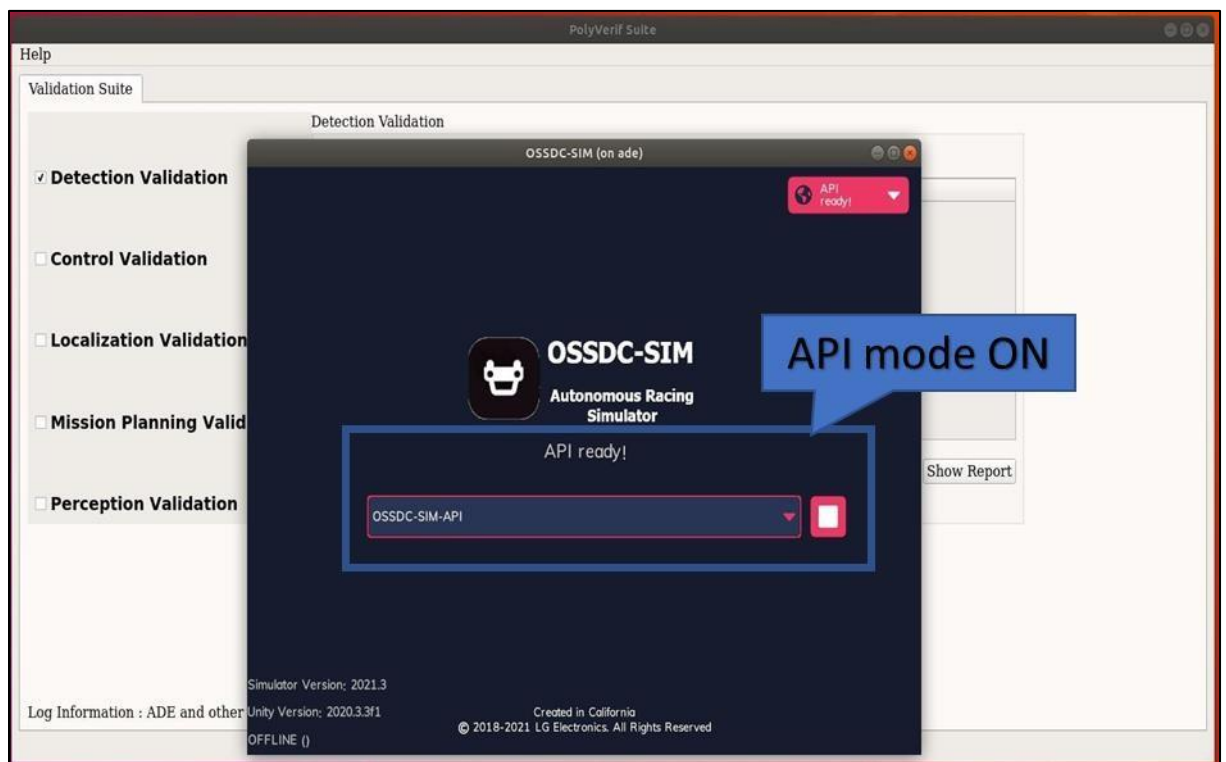 PolyVerif Suite
Help
Validation Suite
Detection Validation
OSSDC-SIM (on ade)
API
ready!
Detection Validation
Control Validation
Localization Validation
Mission Planning Valid
Perception Validation
OSSDC-SIM
Autonomous Racing
Simulator
API mode ON
API ready!
OSSDC-SIM-API
Show Report
Simulator Version: 2021.3
Log Information : ADE and other
Unity Version: 2020.3.3f1
OFFLINE ()
Created in California
© 2018-2021 LG Electronics. All Rights Reserved